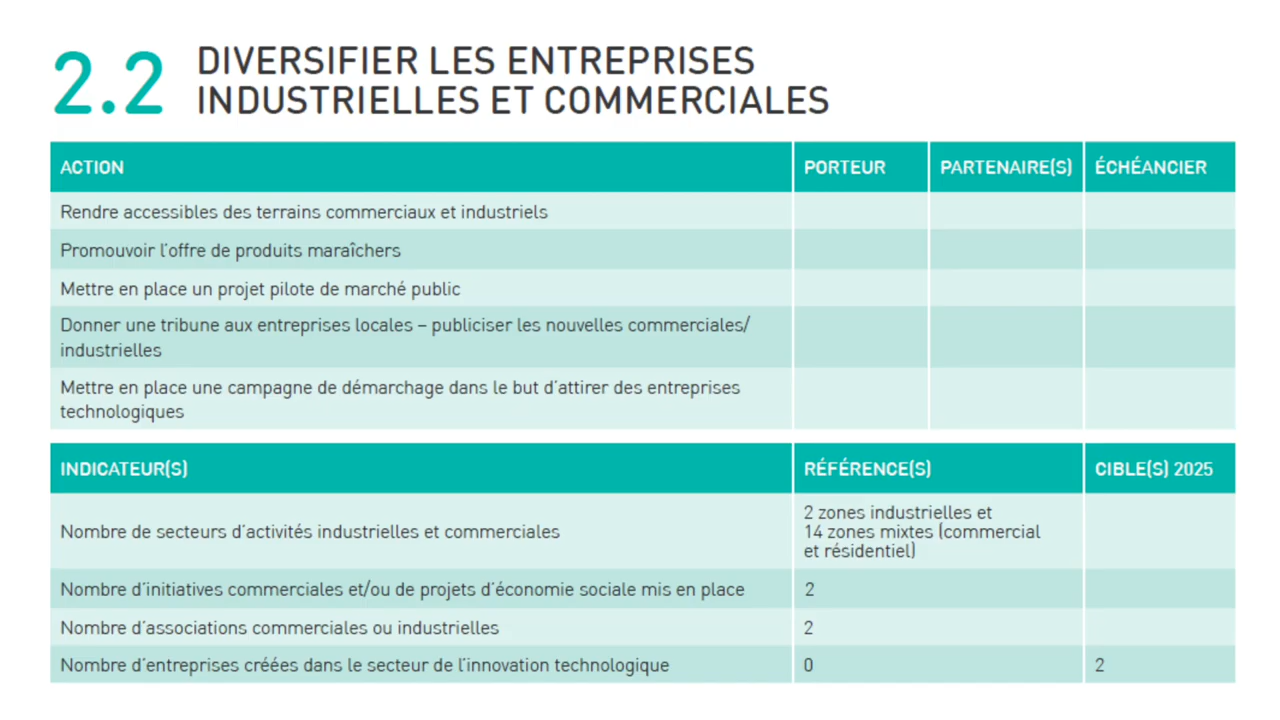 2.2 DIVERSIFIER LES ENTREPRISES
INDUSTRIELLES ET COMMERCIALES
ACTION PORTEUR PARTENAIRE(S) ÉCHÉANCIER
Rendre accessibles des terrains commerciaux et industriels
Promouvoir l'offre de produits maraîchers
Mettre en place un projet pilote de marché public
Donner une tribune aux entreprises locales – publiciser les nouvelles commerciales/
industrielles
Mettre en place une campagne de démarchage dans le but d'attirer des entreprises
technologiques
INDICATEUR(S) RÉFÉRENCE(S) CIBLE(S) 2025
Nombre de secteurs d'activités industrielles et commerciales
2 zones industrielles et
14 zones mixtes (commercial
et résidentiel)
Nombre d'initiatives commerciales et/ou de projets d'économie sociale mis en place 2
Nombre d'associations commerciales ou industrielles 2
Nombre d'entreprises créées dans le secteur de l'innovation technologique 0 2